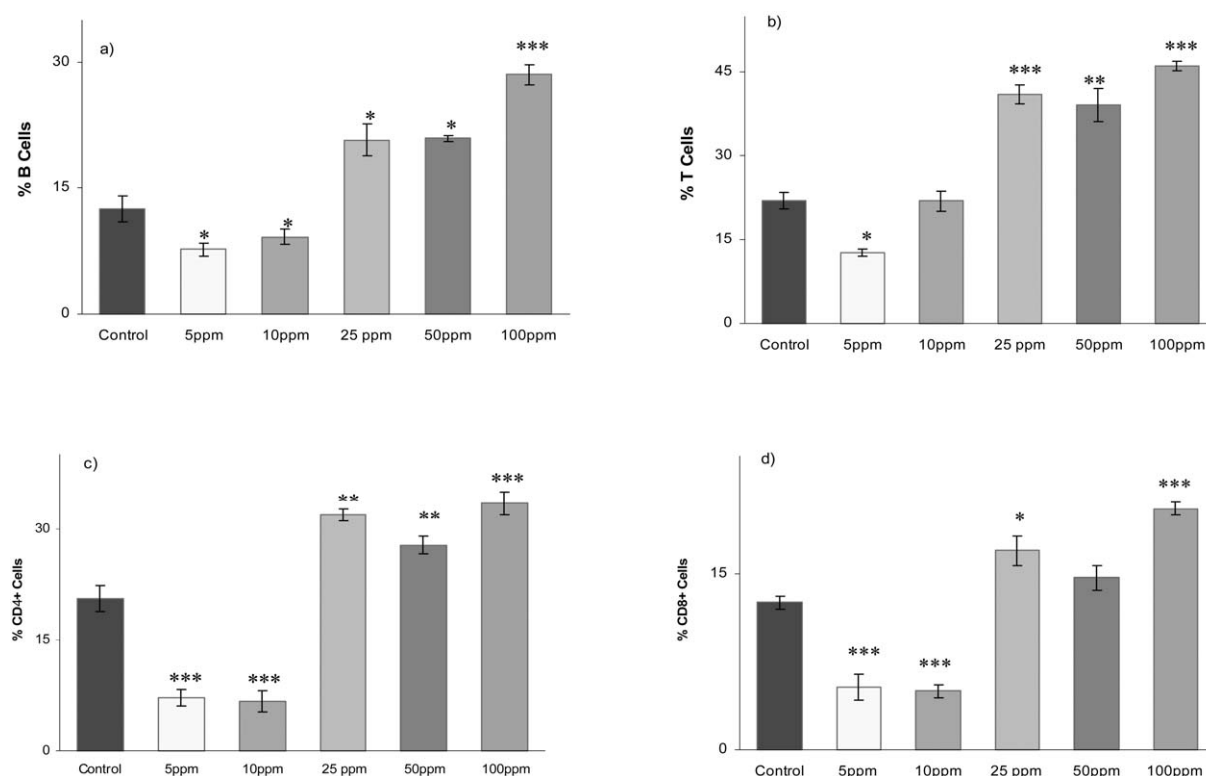 a)
% B Cells
30
15
0
* * * * ***
Control 5ppm 10ppm 25 ppm 50ppm 100ppm
b)
% T Cells
45
30
15
0
* *** ** ***
Control 5ppm 10ppm 25 ppm 50ppm 100ppm
c)
% CD4+ Cells
30
15
0
*** *** ** ** ***
Control 5ppm 10ppm 25 ppm 50ppm 100ppm
d)
% CD8+ Cells
15
0
*** *** * ***
Control 5ppm 10ppm 25 ppm 50ppm 100ppm